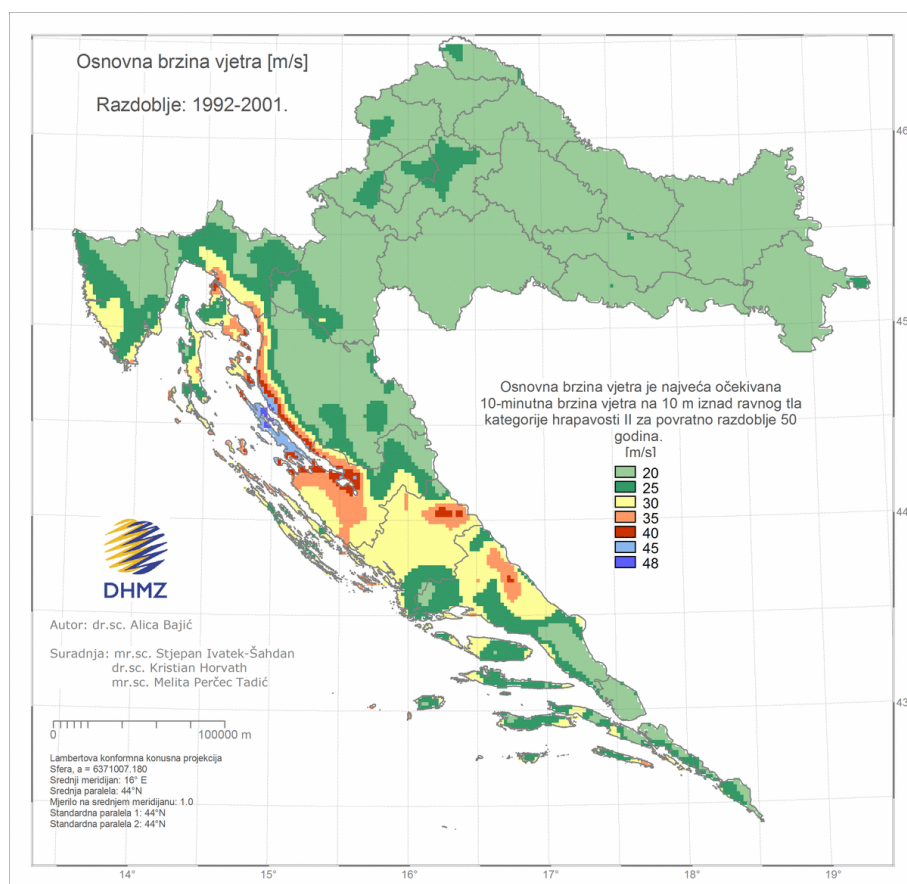 Osnovna brzina vjetra [m/s]
Razdoblje: 1992-2001.
46
45
44
43
Osnovna brzina vjetra je najveća očekivana
10-minutna brzina vjetra na 10 m iznad ravnog tla
kategorije hrapavosti II za povratno razdoblje 50
godina.
[m/s]
20
25
30
35
40
45
48
DHMZ
Autor: dr.sc. Alica Bajić
Suradnja: mr.sc. Stjepan Ivatek-Šahdan
dr.sc. Kristian Horvath
mr.sc. Melita Perčec Tadić
0 100000 m
Lambertova konformna konusna projekcija
Sfera, a = 6371007.180
Srednji meridijan: 16° E
Srednja paralela: 44°N
Mjerilo na srednjem meridijanu: 1.0
Standardna paralela 1: 44°N
Standardna paralela 2: 44°N
14° 15° 16° 17° 18° 19°